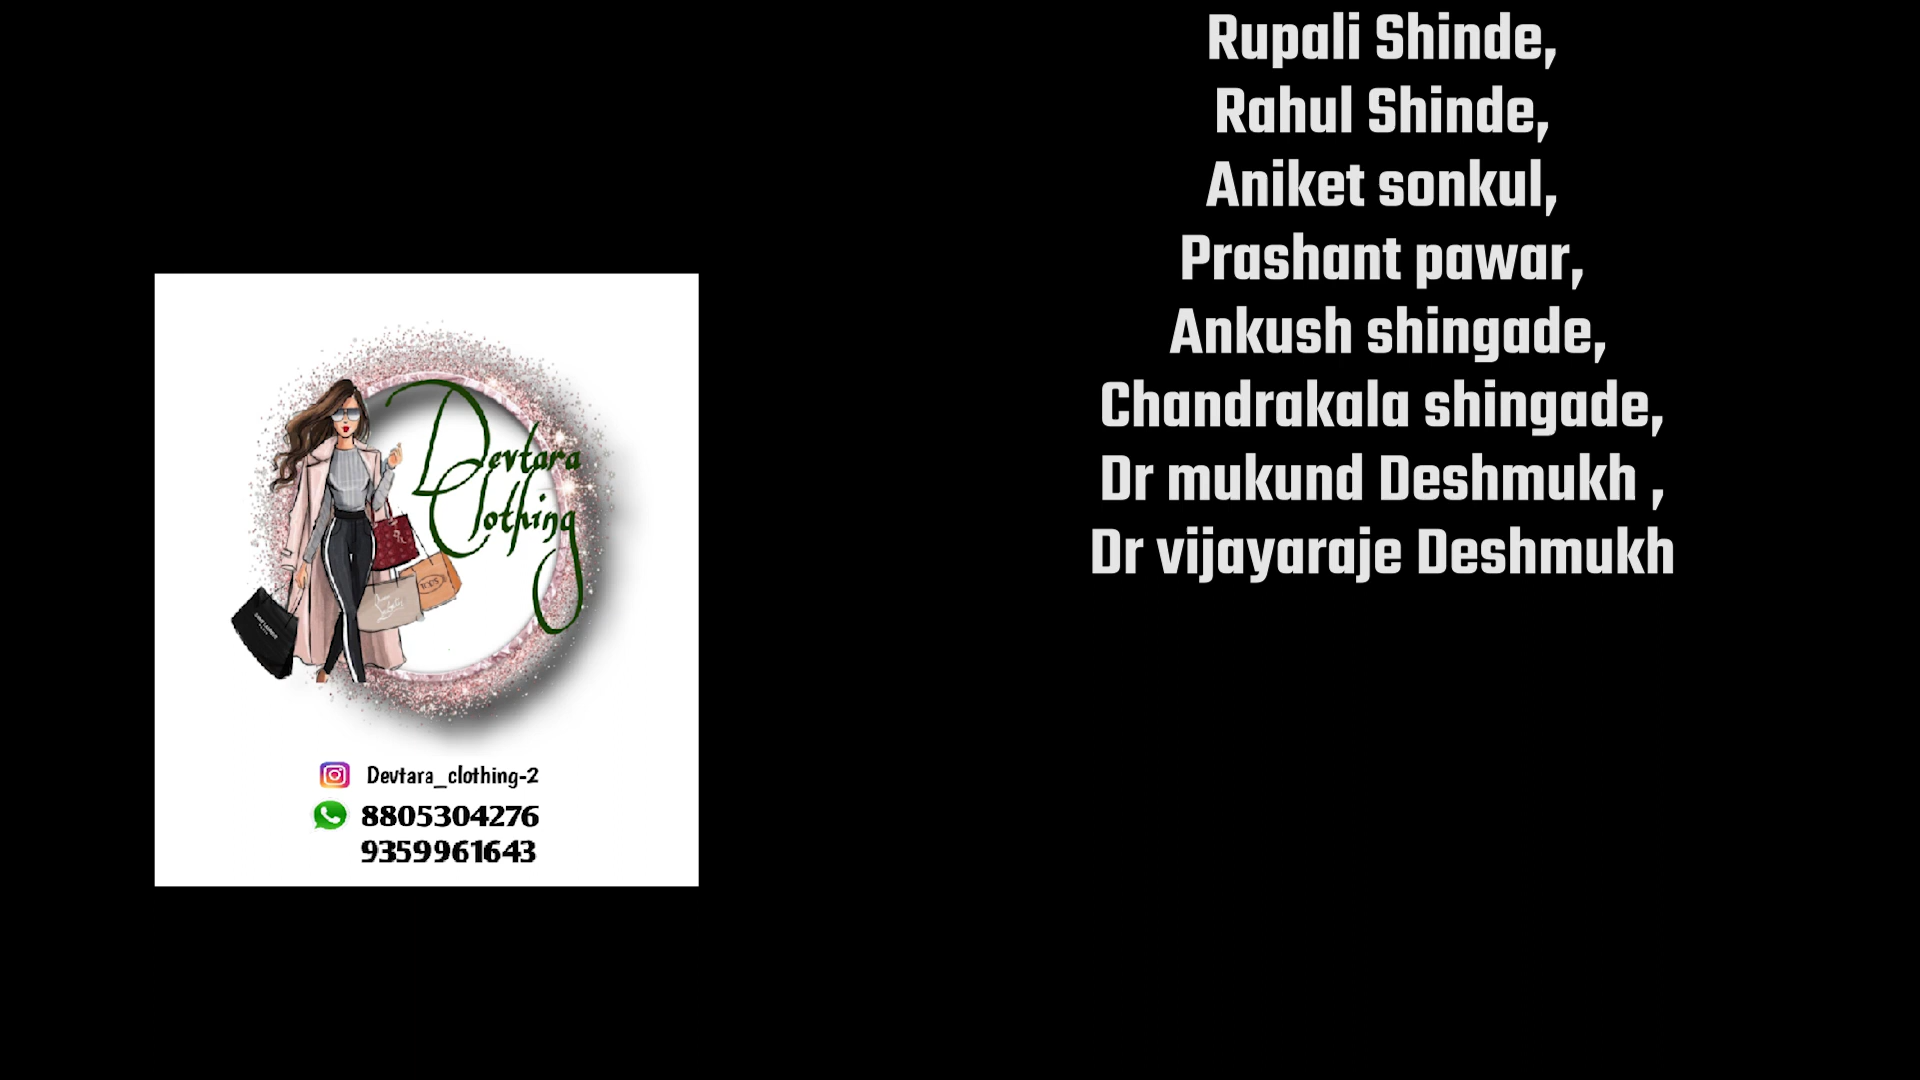 Devtara
Clothing
Devtara_clothing-2
8805304276
9359961643
Rupali Shinde,
Rahul Shinde,
Aniket sonkul,
Prashant pawar,
Ankush shingade,
Chandrakala shingade,
Dr mukund Deshmukh ,
Dr vijayaraje Deshmukh